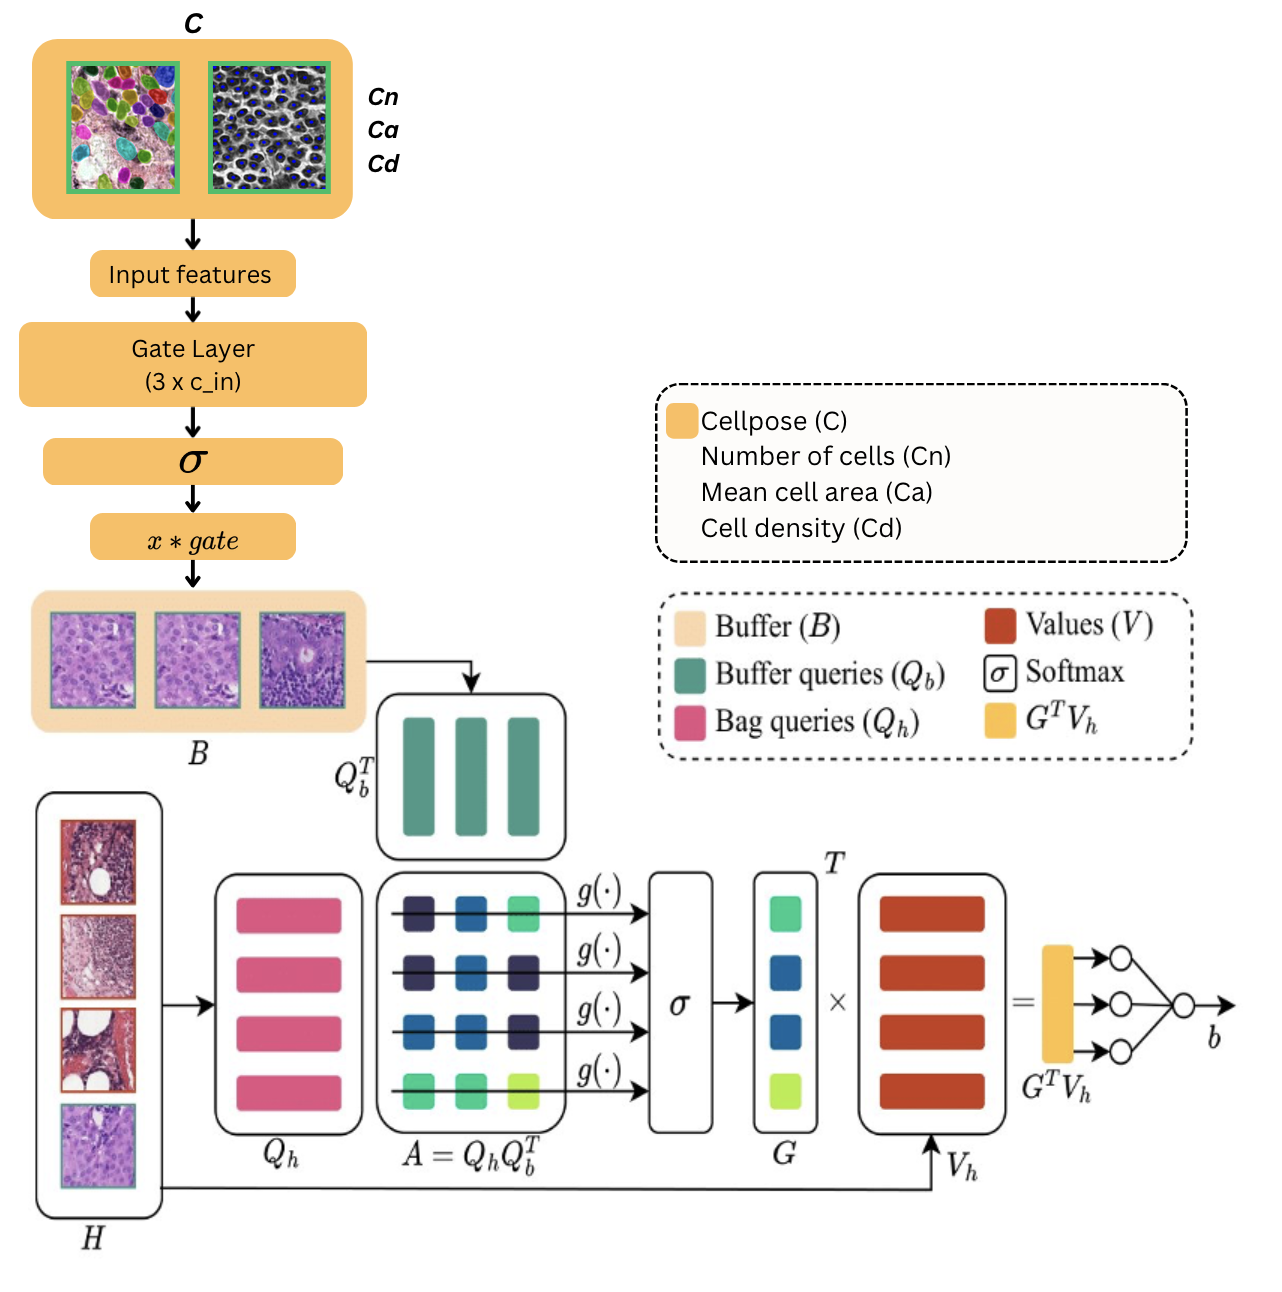 C
Cn
Ca
Cd
Input features
Gate Layer
(3 x c_in)
σ
x * gate
B
Cellpose (C)
Number of cells (Cn)
Mean cell area (Ca)
Cell density (Cd)
Buffer (B)
Buffer queries (Q_b)
Bag queries (Q_h)
Values (V)
σ Softmax
G^T V_h
Q_b^T
H
Q_h
A = Q_h Q_b^T
g(·)
g(·)
g(·)
g(·)
σ
G
T
×
V_h
=
G^T V_h
b